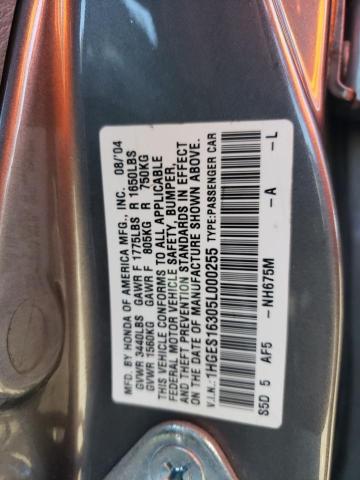 MFD. BY HONDA OF AMERICA MFG., INC. 08/'04
GVWR 3440LBS GAWR F 1775LBS R 1650LBS
GVWR 1560KG GAWR F 805KG R 750KG
THIS VEHICLE CONFORMS TO ALL APPLICABLE
FEDERAL MOTOR VEHICLE SAFETY, BUMPER,
AND THEFT PREVENTION STANDARDS IN EFFECT
ON THE DATE OF MANUFACTURE SHOWN ABOVE.
V.I.N.: 1HGES16305L000255 TYPE: PASSENGER CAR
S5D 5 AF5 -NH675M -A -L